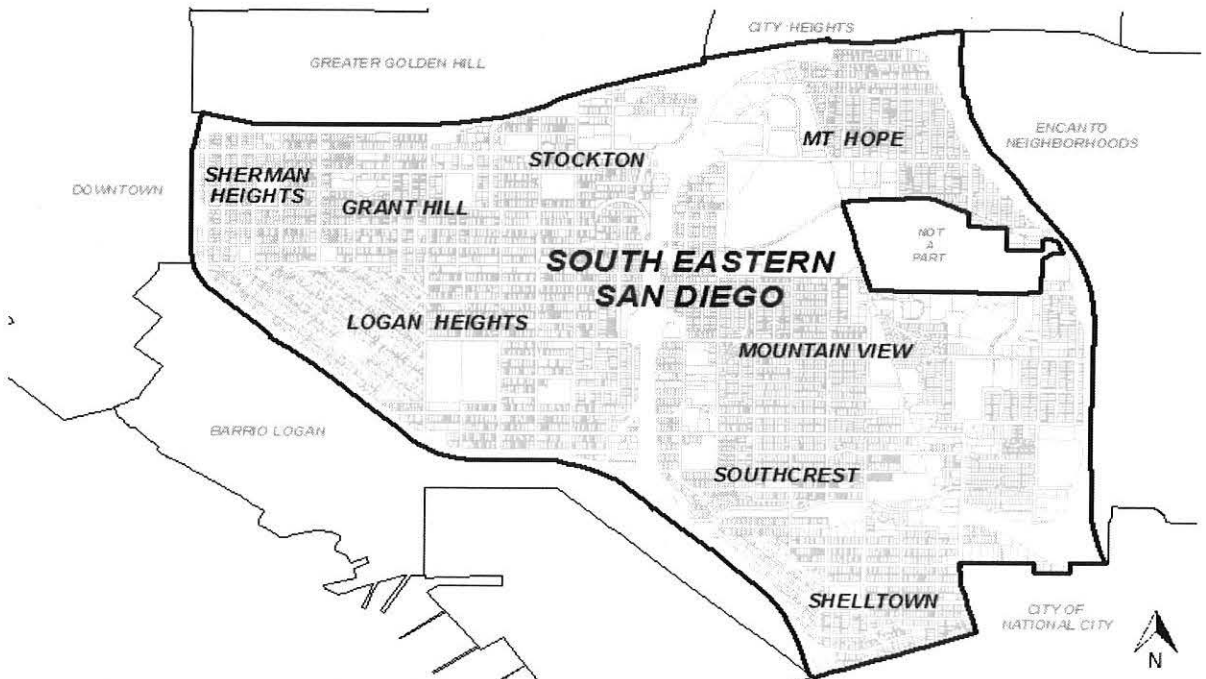 CITY HEIGHTS
GREATER GOLDEN HILL
ENCANTO
NEIGHBORHOODS
MT HOPE
STOCKTON
DOWNTOWN
SHERMAN
HEIGHTS
GRANT HILL
NOT
A
PART
SOUTH EASTERN
SAN DIEGO
LOGAN HEIGHTS
MOUNTAIN VIEW
BARRIO LOGAN
SOUTHCREST
SHELLTOWN
CITY OF
NATIONAL CITY
N